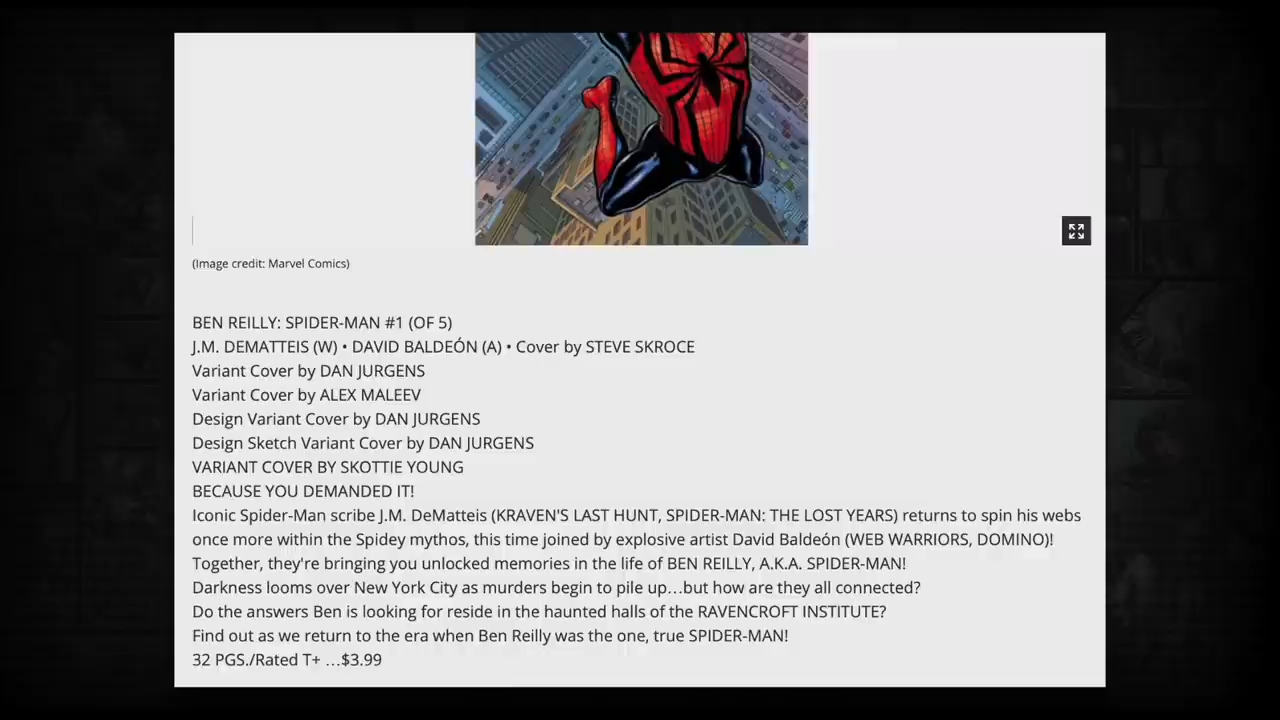 (Image credit: Marvel Comics)
BEN REILLY: SPIDER-MAN #1 (OF 5)
J.M. DEMATTEIS (W) • DAVID BALDEÓN (A) • Cover by STEVE SKROCE
Variant Cover by DAN JURGENS
Variant Cover by ALEX MALEEV
Design Variant Cover by DAN JURGENS
Design Sketch Variant Cover by DAN JURGENS
VARIANT COVER BY SKOTTIE YOUNG
BECAUSE YOU DEMANDED IT!
Iconic Spider-Man scribe J.M. DeMatteis (KRAVEN'S LAST HUNT, SPIDER-MAN: THE LOST YEARS) returns to spin his webs
once more within the Spidey mythos, this time joined by explosive artist David Baldeón (WEB WARRIORS, DOMINO)!
Together, they're bringing you unlocked memories in the life of BEN REILLY, A.K.A. SPIDER-MAN!
Darkness looms over New York City as murders begin to pile up…but how are they all connected?
Do the answers Ben is looking for reside in the haunted halls of the RAVENCROFT INSTITUTE?
Find out as we return to the era when Ben Reilly was the one, true SPIDER-MAN!
32 PGS./Rated T+ …$3.99